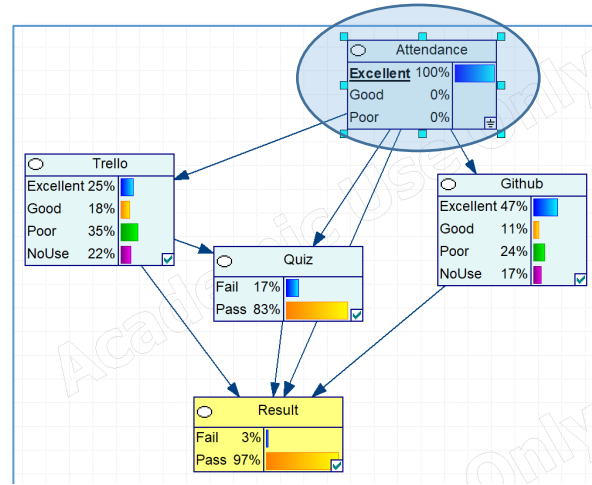 Attendance
Excellent 100%
Good 0%
Poor 0%
Trello
Excellent 25%
Good 18%
Poor 35%
NoUse 22%
Github
Excellent 47%
Good 11%
Poor 24%
NoUse 17%
Quiz
Fail 17%
Pass 83%
Result
Fail 3%
Pass 97%
Academic Use Only
Only